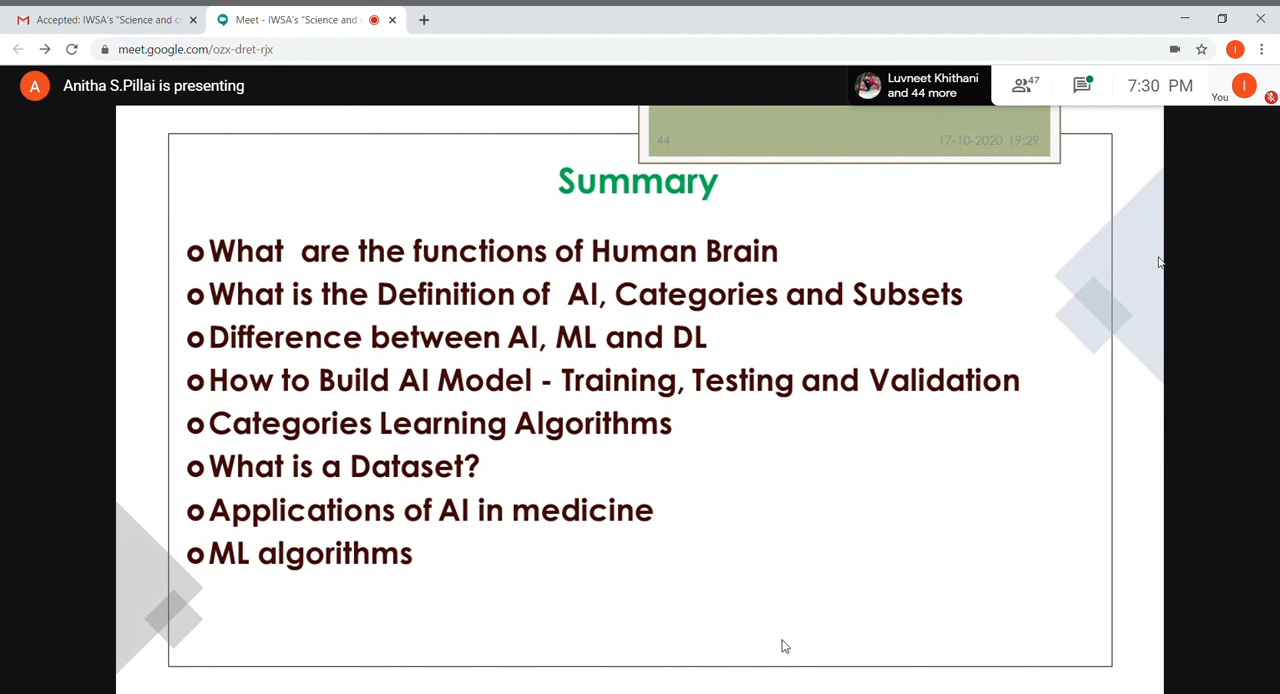 Accepted: IWSA's "Science and
Meet - IWSA's "Science and
meet.google.com/ozx-dret-rjx
I
A
Anitha S.Pillai is presenting
Luvneet Khithani
and 44 more
47
7:30 PM
You
I
44
17-10-2020 19:29
Summary
o What are the functions of Human Brain
o What is the Definition of AI, Categories and Subsets
o Difference between AI, ML and DL
o How to Build AI Model - Training, Testing and Validation
o Categories Learning Algorithms
o What is a Dataset?
o Applications of AI in medicine
o ML algorithms